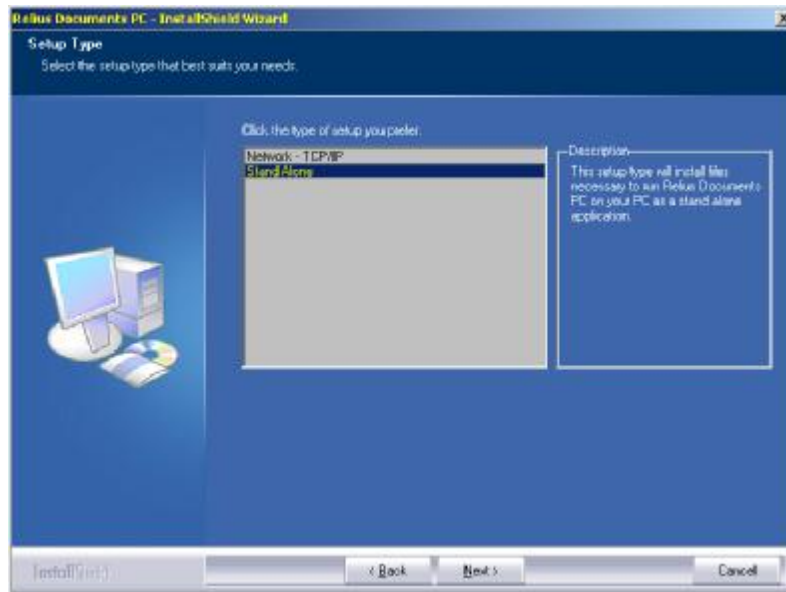 Relius Documents PC - InstallShield Wizard
Setup Type
Select the setup type that best suits your needs.
Click the type of setup you prefer.
Network - TCP/IP
Stand Alone
Description
This setup type will install files
necessary to run Relius Documents
PC on your PC as a stand alone
application.
InstallShield
< Back
Next >
Cancel